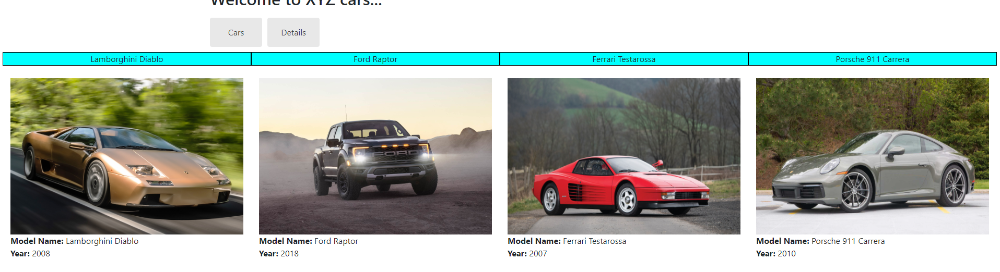 Welcome to XYZ cars...
Cars Details
Lamborghini Diablo Ford Raptor Ferrari Testarossa Porsche 911 Carrera
FORD
Model Name: Lamborghini Diablo Model Name: Ford Raptor Model Name: Ferrari Testarossa Model Name: Porsche 911 Carrera
Year: 2008 Year: 2018 Year: 2007 Year: 2010